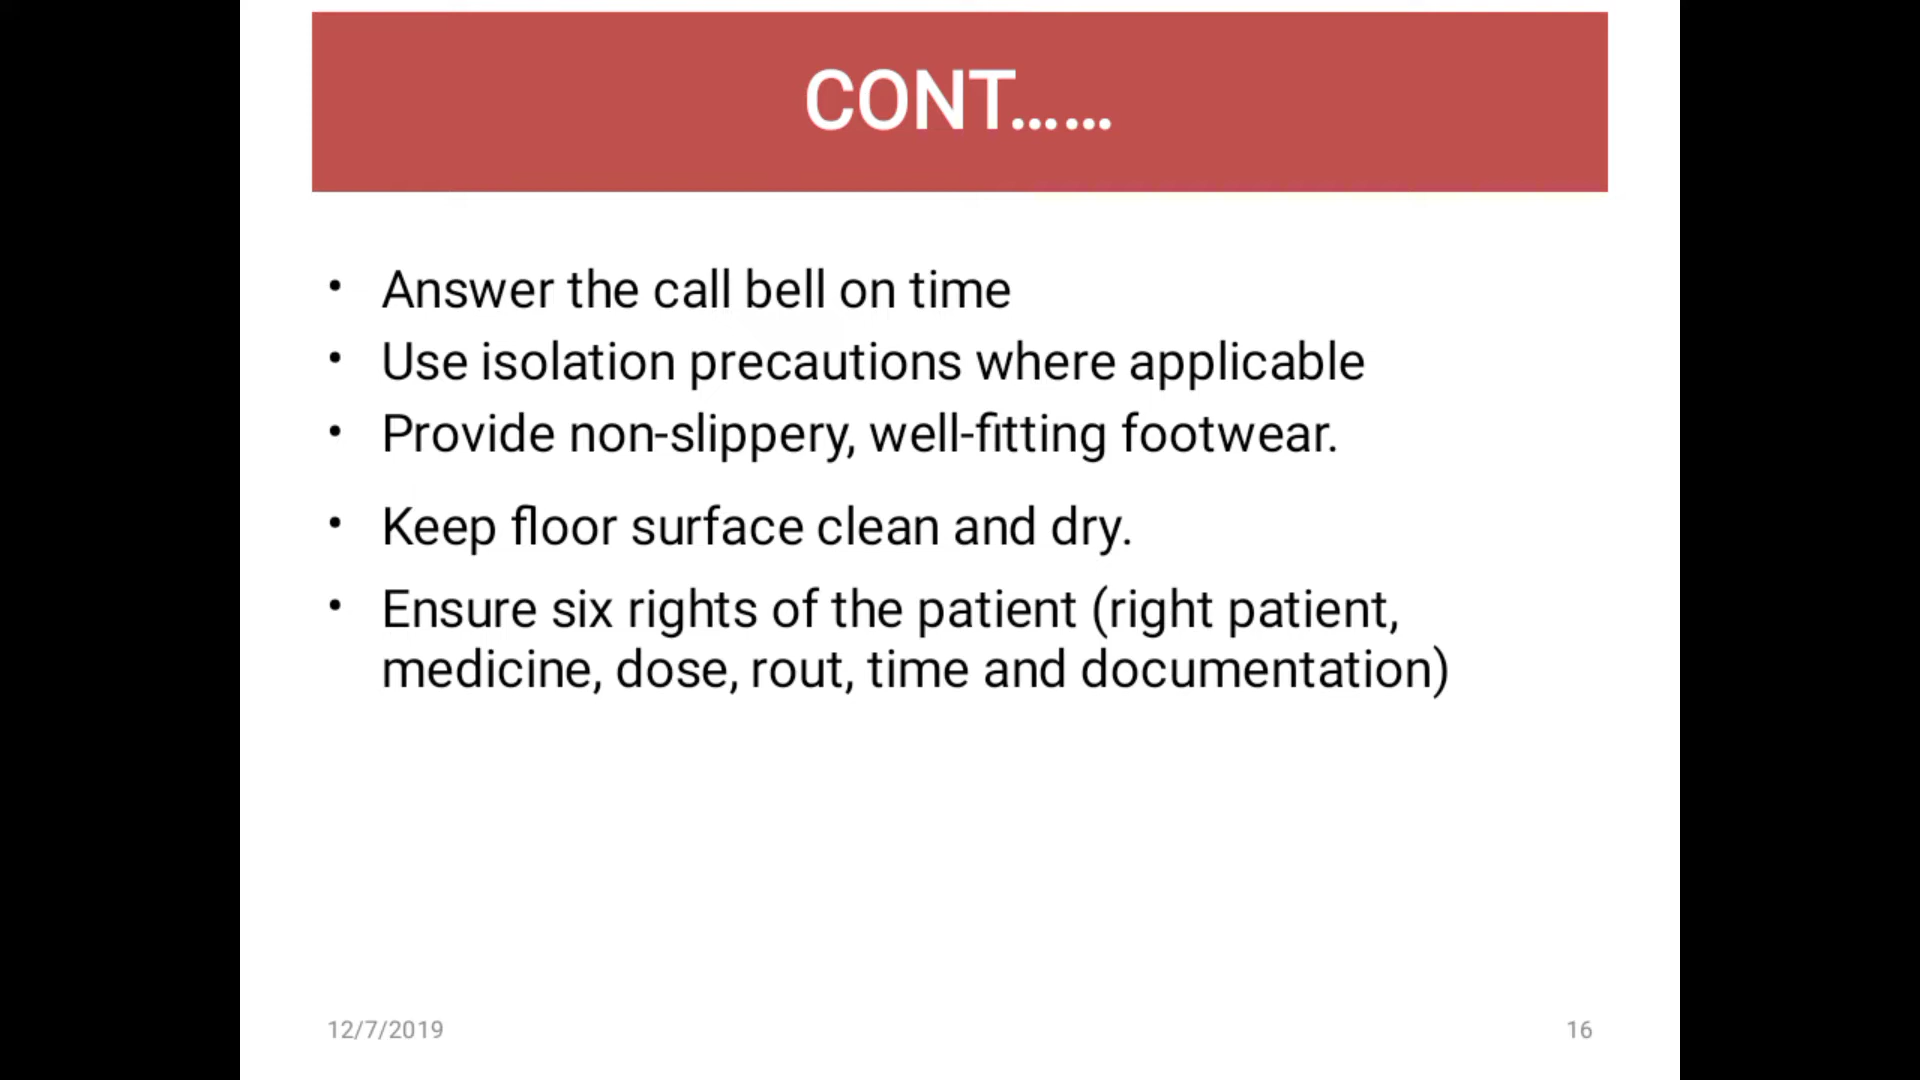 CONT……
• Answer the call bell on time
• Use isolation precautions where applicable
• Provide non-slippery, well-fitting footwear.
• Keep floor surface clean and dry.
• Ensure six rights of the patient (right patient,
medicine, dose, rout, time and documentation)
12/7/2019
16